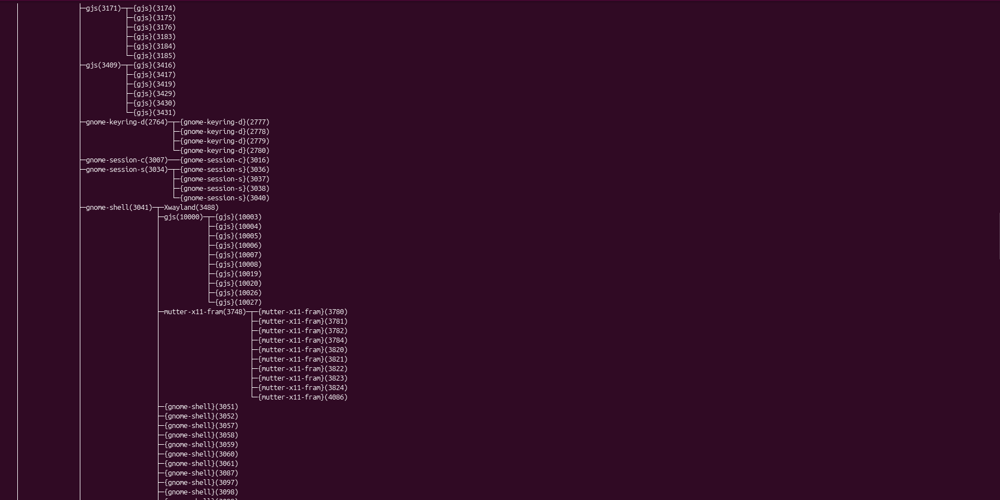 ├─gjs(3171)─┬─{gjs}(3174)
├─{gjs}(3175)
├─{gjs}(3176)
├─{gjs}(3183)
├─{gjs}(3184)
└─{gjs}(3185)
├─gjs(3409)─┬─{gjs}(3416)
├─{gjs}(3417)
├─{gjs}(3419)
├─{gjs}(3429)
├─{gjs}(3430)
└─{gjs}(3431)
├─gnome-keyring-d(2764)─┬─{gnome-keyring-d}(2777)
├─{gnome-keyring-d}(2778)
├─{gnome-keyring-d}(2779)
└─{gnome-keyring-d}(2780)
├─gnome-session-c(3007)───{gnome-session-c}(3016)
├─gnome-session-s(3034)─┬─{gnome-session-s}(3036)
├─{gnome-session-s}(3037)
├─{gnome-session-s}(3038)
└─{gnome-session-s}(3040)
├─gnome-shell(3041)─┬─Xwayland(3488)
├─gjs(10000)─┬─{gjs}(10003)
├─{gjs}(10004)
├─{gjs}(10005)
├─{gjs}(10006)
├─{gjs}(10007)
├─{gjs}(10008)
├─{gjs}(10019)
├─{gjs}(10020)
├─{gjs}(10026)
└─{gjs}(10027)
├─mutter-x11-fram(3748)─┬─{mutter-x11-fram}(3780)
├─{mutter-x11-fram}(3781)
├─{mutter-x11-fram}(3782)
├─{mutter-x11-fram}(3784)
├─{mutter-x11-fram}(3820)
├─{mutter-x11-fram}(3821)
├─{mutter-x11-fram}(3822)
├─{mutter-x11-fram}(3823)
├─{mutter-x11-fram}(3824)
└─{mutter-x11-fram}(4086)
├─{gnome-shell}(3051)
├─{gnome-shell}(3052)
├─{gnome-shell}(3057)
├─{gnome-shell}(3058)
├─{gnome-shell}(3059)
├─{gnome-shell}(3060)
├─{gnome-shell}(3061)
├─{gnome-shell}(3087)
├─{gnome-shell}(3097)
├─{gnome-shell}(3098)